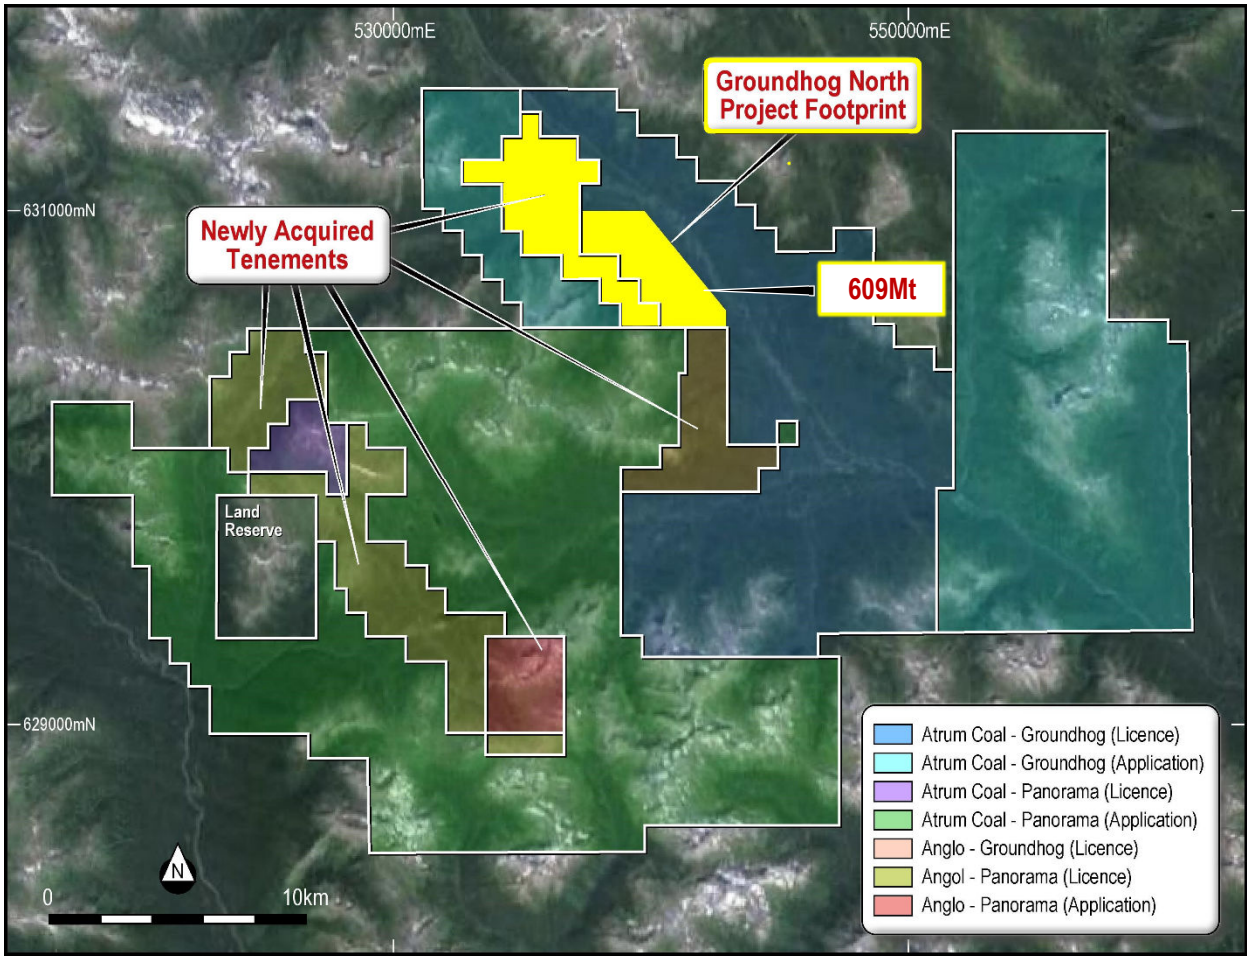 530000mE
550000mE
Groundhog North
Project Footprint
631000mN
Newly Acquired
Tenements
609Mt
Land
Reserve
629000mN
Atrum Coal - Groundhog (Licence)
Atrum Coal - Groundhog (Application)
Atrum Coal - Panorama (Licence)
Atrum Coal - Panorama (Application)
Anglo - Groundhog (Licence)
Angol - Panorama (Licence)
Anglo - Panorama (Application)
N
0
10km